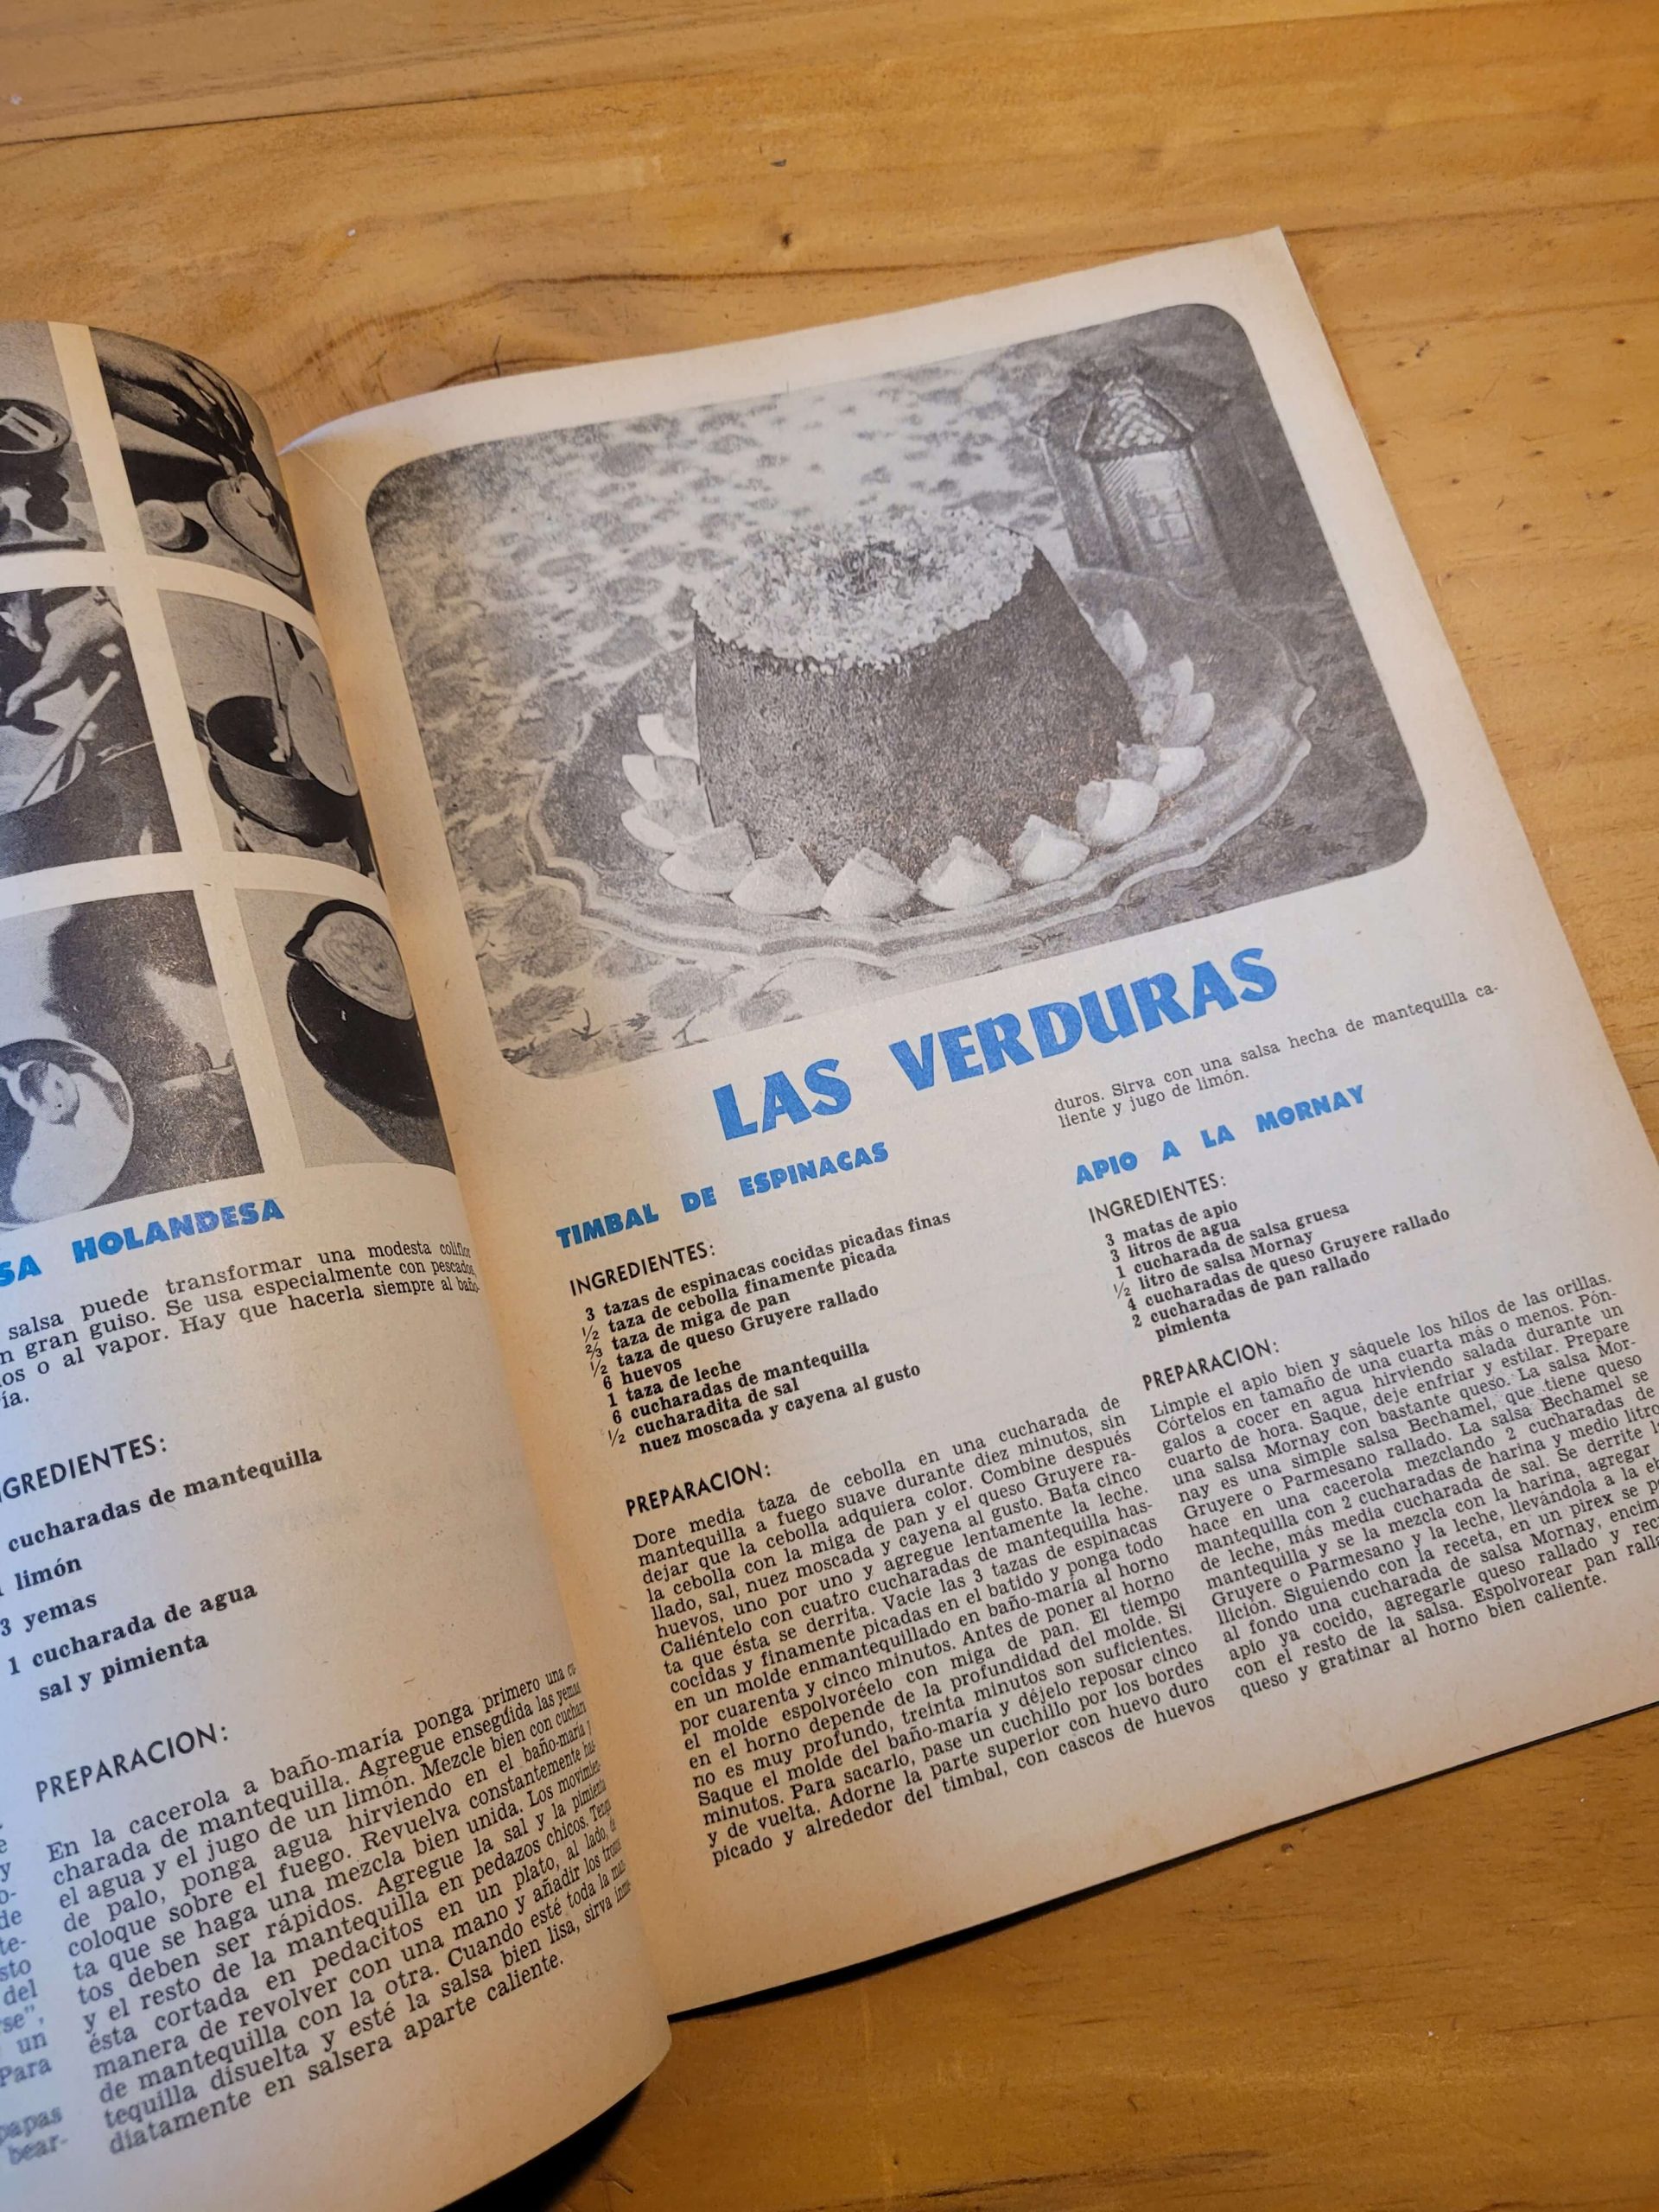 SA HOLANDESA
salsa puede transformar una modesta coliflor
n gran guiso. Se usa especialmente con pescados
os o al vapor. Hay que hacerla siempre al baño-
ía.
GREDIENTES:
cucharadas de mantequilla
limón
3 yemas
1 cucharada de agua
sal y pimienta
PREPARACION:
En la cacerola a baño-maría ponga primero una cu-
charada de mantequilla. Agregue enseguida las yemas
el agua y el jugo de un limón. Mezcle bien con cuchara
de palo, ponga agua hirviendo en el baño-maría y
coloque sobre el fuego. Revuelva constantemente has-
ta que se haga una mezcla bien unida. Los movimien-
tos deben ser rápidos. Agregue la sal y la pimienta
y el resto de la mantequilla en pedazos chicos. Tenga
ésta cortada en pedacitos en un plato, al lado, de
manera de revolver con una mano y añadir los trozos
de mantequilla con la otra. Cuando esté toda la man-
tequilla disuelta y esté la salsa bien lisa, sirva inme-
diatamente en salsera aparte caliente.
y
o-
de
te-
sto
del
rse",
un
Para
papas
bear-
LAS VERDURAS
TIMBAL DE ESPINACAS
INGREDIENTES:
3 tazas de espinacas cocidas picadas finas
½ taza de cebolla finamente picada
⅔ taza de miga de pan
½ taza de queso Gruyere rallado
6 huevos
1 taza de leche
6 cucharadas de mantequilla
½ cucharadita de sal
nuez moscada y cayena al gusto
PREPARACION:
Dore media taza de cebolla en una cucharada de
mantequilla a fuego suave durante diez minutos, sin
dejar que la cebolla adquiera color. Combine después
la cebolla con la miga de pan y el queso Gruyere ra-
llado, sal, nuez moscada y cayena al gusto. Bata cinco
huevos, uno por uno y agregue lentamente la leche.
Caliéntelo con cuatro cucharadas de mantequilla has-
ta que ésta se derrita. Vacie las 3 tazas de espinacas
cocidas y finamente picadas en el batido y ponga todo
en un molde enmantequillado en baño-maría al horno
por cuarenta y cinco minutos. Antes de poner al horno
el molde espolvoréelo con miga de pan. El tiempo
en el horno depende de la profundidad del molde. Si
no es muy profundo, treinta minutos son suficientes.
Saque el molde del baño-maría y déjelo reposar cinco
minutos. Para sacarlo, pase un cuchillo por los bordes
y de vuelta. Adorne la parte superior con huevo duro
picado y alrededor del timbal, con cascos de huevos
duros. Sirva con una salsa hecha de mantequilla ca-
liente y jugo de limón.
APIO A LA MORNAY
INGREDIENTES:
3 matas de apio
3 litros de agua
1 cucharada de salsa gruesa
½ litro de salsa Mornay
4 cucharadas de queso Gruyere rallado
2 cucharadas de pan rallado
pimienta
PREPARACION:
Limpie el apio bien y sáquele los hilos de las orillas.
Córtelos en tamaño de una cuarta más o menos. Pón-
galos a cocer en agua hirviendo salada durante un
cuarto de hora. Saque, deje enfriar y estilar. Prepare
una salsa Mornay con bastante queso. La salsa Mor-
nay es una simple salsa Bechamel, que tiene queso
Gruyere o Parmesano rallado. La salsa Bechamel se
hace en una cacerola mezclando 2 cucharadas de
mantequilla con 2 cucharadas de harina y medio litro
de leche, más media cucharada de sal. Se derrite la
mantequilla y se la mezcla con la harina, agregar
Gruyere o Parmesano y la leche, llevándola a la eb
llición. Siguiendo con la receta, en un pirex se p
al fondo una cucharada de salsa Mornay, encim
apio ya cocido, agregarle queso rallado y rec
con el resto de la salsa. Espolvorear pan ralla
queso y gratinar al horno bien caliente.